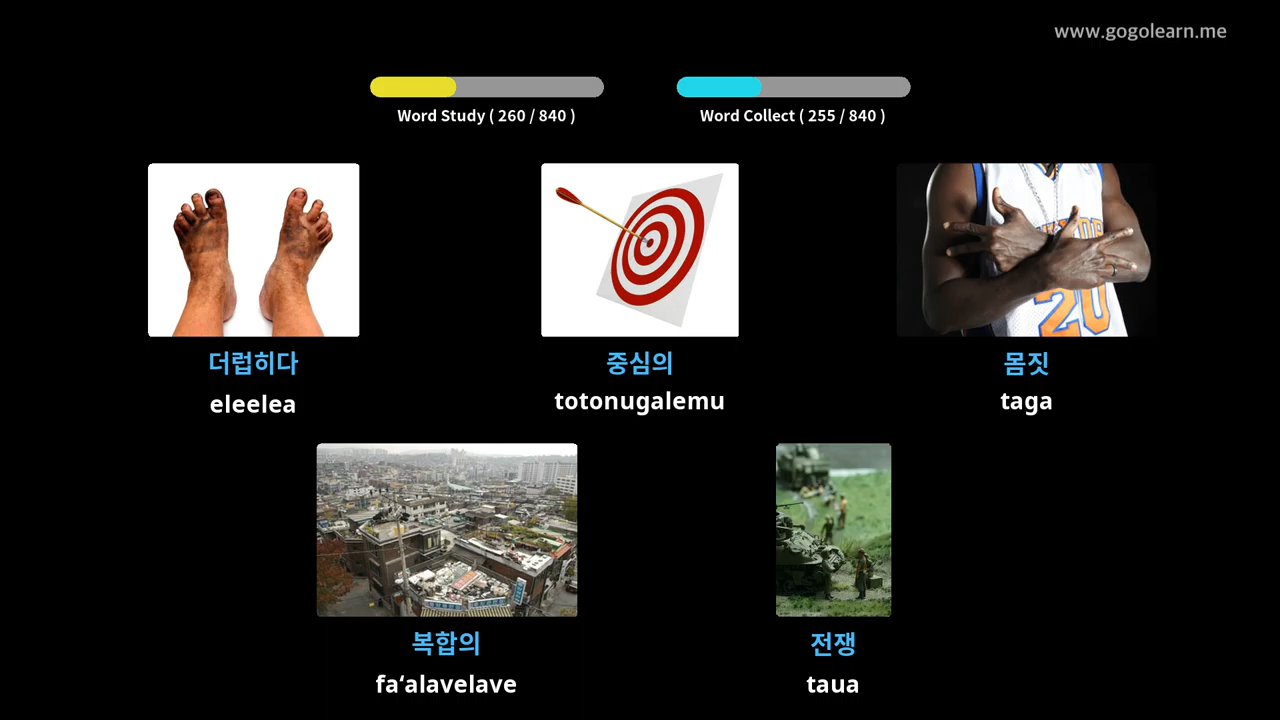 www.gogolearn.me
Word Study ( 260 / 840 )
Word Collect ( 255 / 840 )
더럽히다
eleelea
중심의
totonugalemu
몸짓
taga
복합의
fa‘alavelave
전쟁
taua